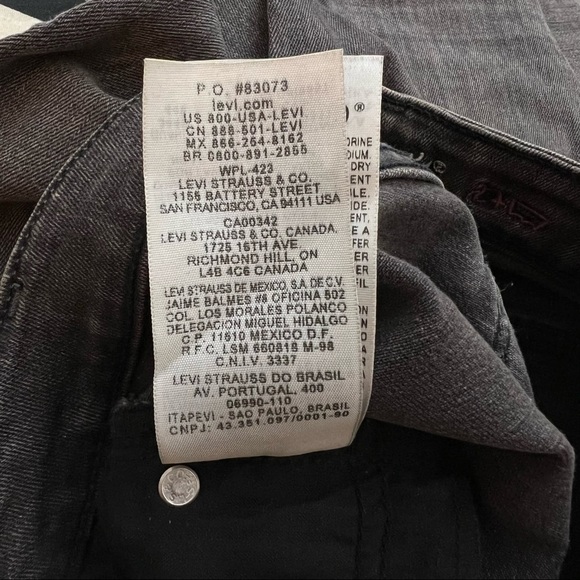 P.O. #83073
levi.com
US 800-USA-LEVI
CN 888-501-LEVI
MX 866-254-8162
BR 0800-891-2855
WPL-423
LEVI STRAUSS & CO.
1155 BATTERY STREET
SAN FRANCISCO, CA 94111 USA
CA00342
LEVI STRAUSS & CO. CANADA.
1725 16TH AVE.
RICHMOND HILL, ON
L4B 4C6 CANADA
LEVI STRAUSS DE MEXICO, S.A. DE C.V.
JAIME BALMES #8 OFICINA 502
COL. LOS MORALES POLANCO
DELEGACION MIGUEL HIDALGO
C.P. 11510 MEXICO D.F.
R.F.C. LSM 660818 M-98
C.N.I.V. 3337
LEVI STRAUSS DO BRASIL
AV. PORTUGAL, 400
06690-110
ITAPEVI - SAO PAULO, BRASIL
CNPJ: 43.351.097/0001-90
®
DRY